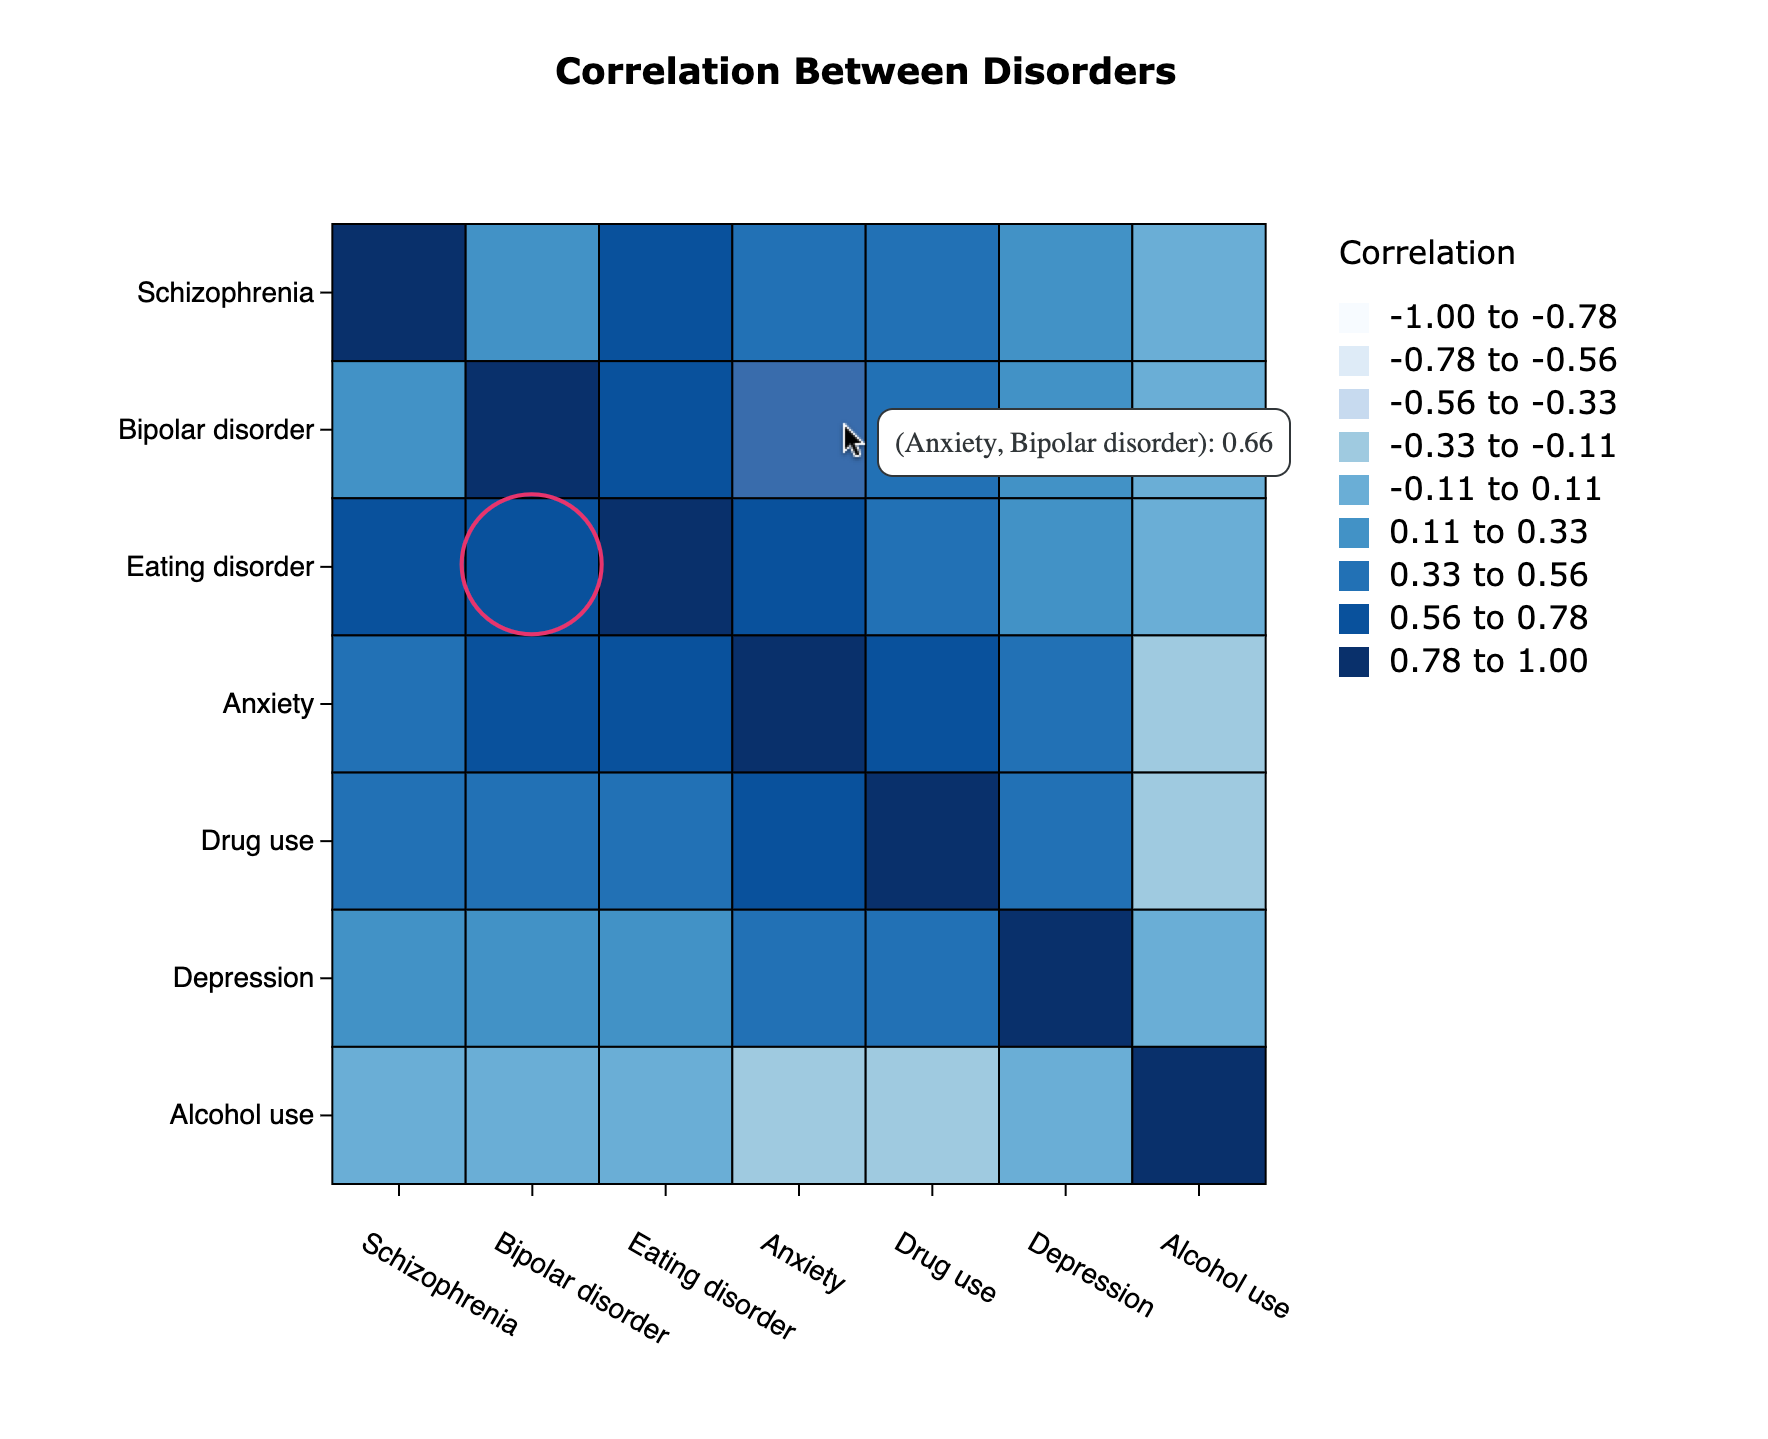 Correlation Between Disorders
Correlation
-1.00 to -0.78
-0.78 to -0.56
-0.56 to -0.33
-0.33 to -0.11
-0.11 to 0.11
0.11 to 0.33
0.33 to 0.56
0.56 to 0.78
0.78 to 1.00
Schizophrenia
Bipolar disorder
(Anxiety, Bipolar disorder): 0.66
Eating disorder
Anxiety
Drug use
Depression
Alcohol use
Schizophrenia
Bipolar disorder
Eating disorder
Anxiety
Drug use
Depression
Alcohol use